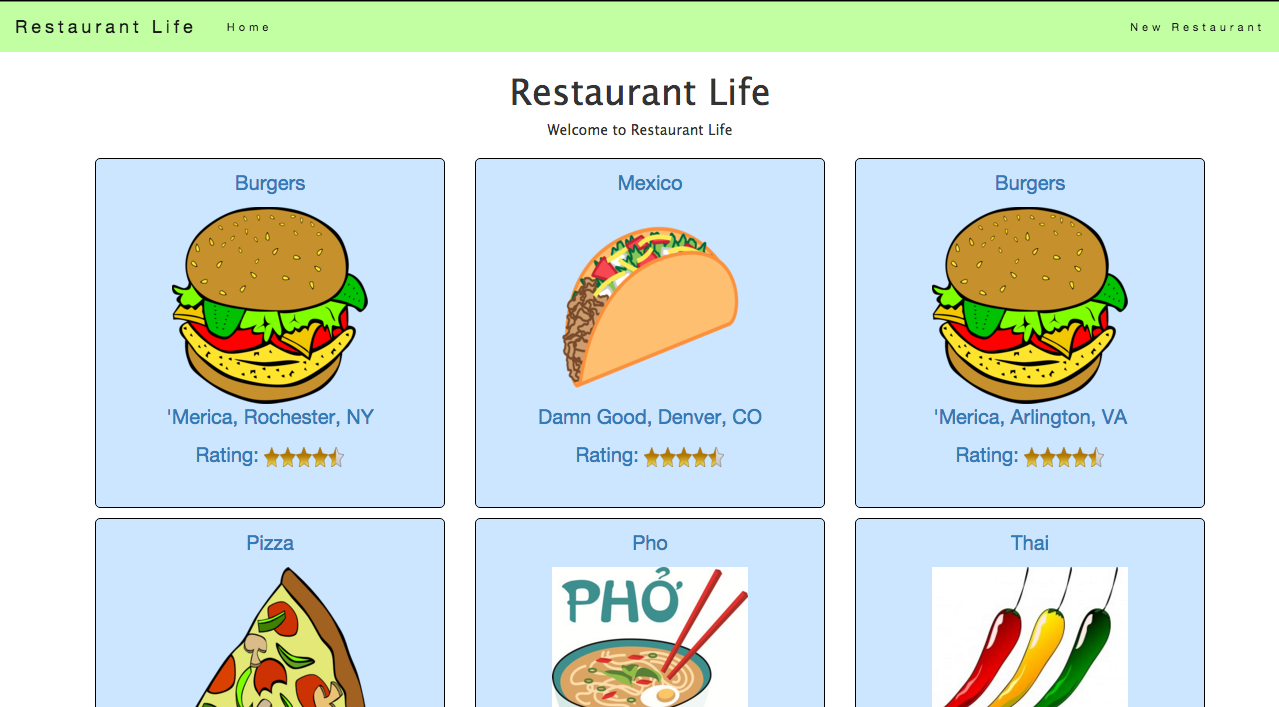 Restaurant Life Home New Restaurant
Restaurant Life
Welcome to Restaurant Life
Burgers
'Merica, Rochester, NY
Rating:
Mexico
Damn Good, Denver, CO
Rating:
Burgers
'Merica, Arlington, VA
Rating:
Pizza
Pho
PHỞ
Thai